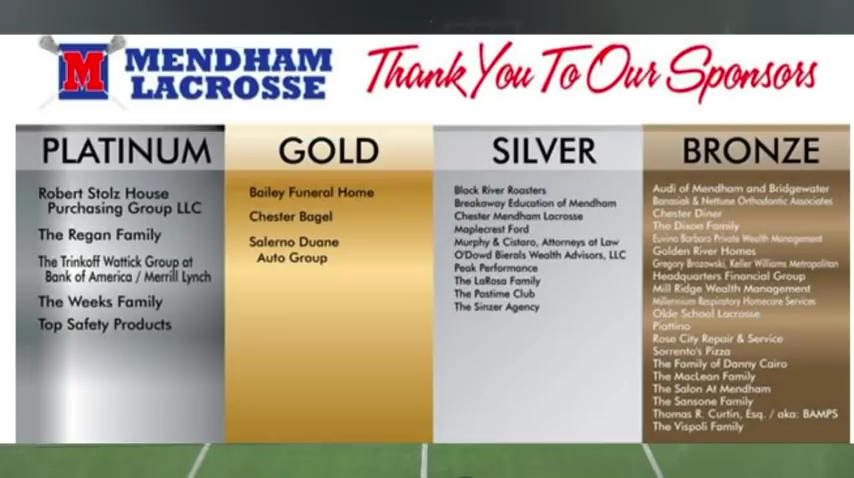 M
MENDHAM
LACROSSE
Thank You To Our Sponsors
PLATINUM
Robert Stolz House
Purchasing Group LLC
The Regan Family
The Trinkoff Wattick Group at
Bank of America / Merrill Lynch
The Weeks Family
Top Safety Products
GOLD
Bailey Funeral Home
Chester Bagel
Salerno Duane
Auto Group
SILVER
Black River Roasters
Breakaway Education of Mendham
Chester Mendham Lacrosse
Maplecrest Ford
Murphy & Cistaro, Attorneys at Law
O'Dowd Bierals Wealth Advisors, LLC
Peak Performance
The LaRosa Family
The Pastime Club
The Sinzer Agency
BRONZE
Audi of Mendham and Bridgewater
Banasiak & Nettune Orthodontic Associates
Chester Diner
The Dixon Family
Barbara Private Wealth Management
Golden River Homes
Gregory Brozowski, Keller Williams Metropolitan
Headquarters Financial Group
Mill Ridge Wealth Management
Millennium Respiratory Homecare Services
Olde School Lacrosse
Piattino
Rose City Repair & Service
Sorrento's Pizza
The Family of Danny Cairo
The MacLean Family
The Salon At Mendham
The Sansone Family
Thomas R. Curtin, Esq. / aka: BAMPS
The Vispoli Family